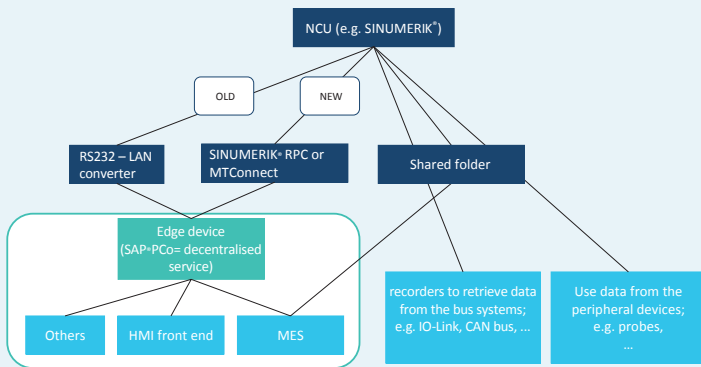 NCU (e.g. SINUMERIK®)
OLD
NEW
RS232 – LAN
converter
SINUMERIK® RPC or
MTConnect
Shared folder
Edge device
(SAP®PCo= decentralised
service)
Others
HMI front end
MES
recorders to retrieve data
from the bus systems;
e.g. IO-Link, CAN bus, ...
Use data from the
peripheral devices;
e.g. probes,
...